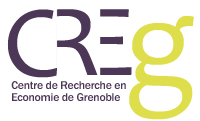 CREg
Centre de Recherche en
Economie de Grenoble